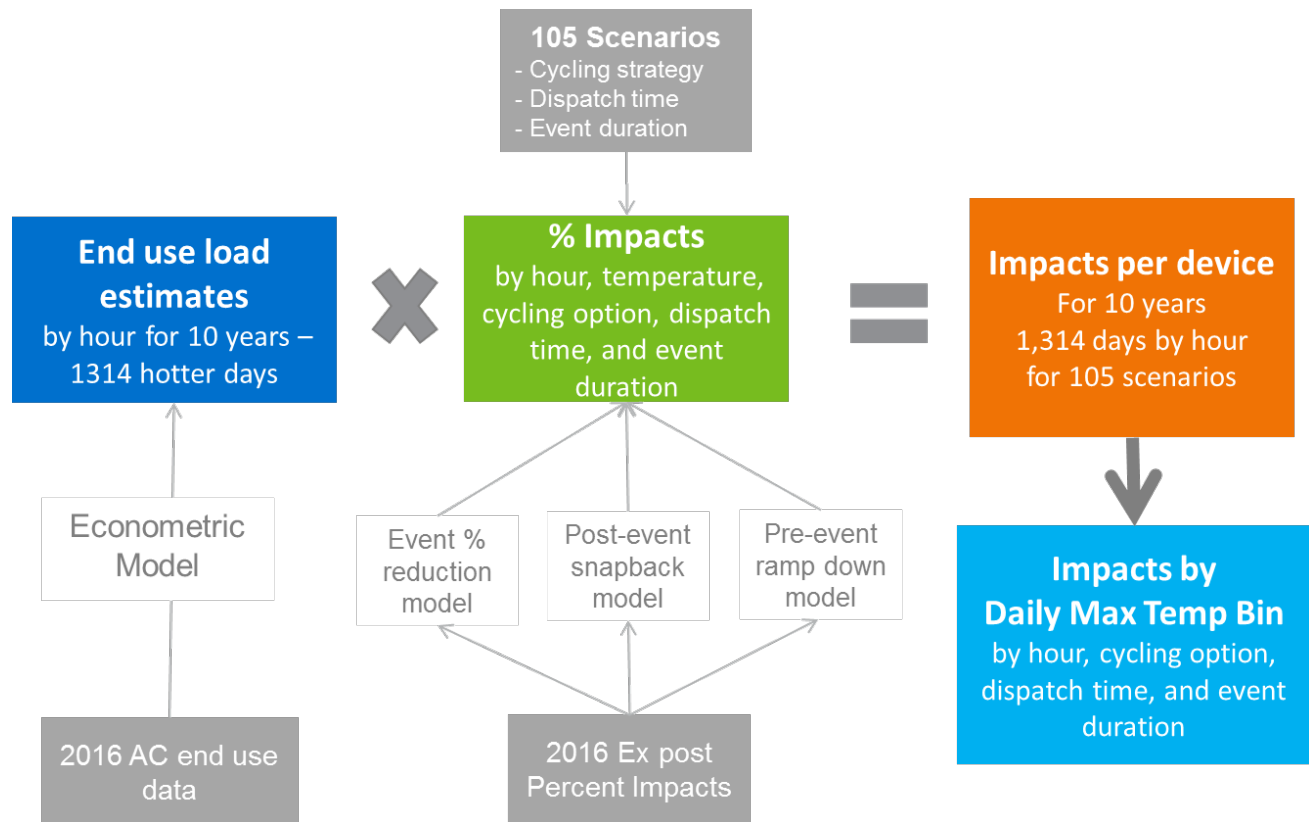 105 Scenarios
- Cycling strategy
- Dispatch time
- Event duration
End use load
estimates
by hour for 10 years –
1314 hotter days
% Impacts
by hour, temperature,
cycling option, dispatch
time, and event
duration
Impacts per device
For 10 years
1,314 days by hour
for 105 scenarios
Econometric
Model
Event %
reduction
model
Post-event
snapback
model
Pre-event
ramp down
model
Impacts by
Daily Max Temp Bin
by hour, cycling option,
dispatch time, and event
duration
2016 AC end use
data
2016 Ex post
Percent Impacts